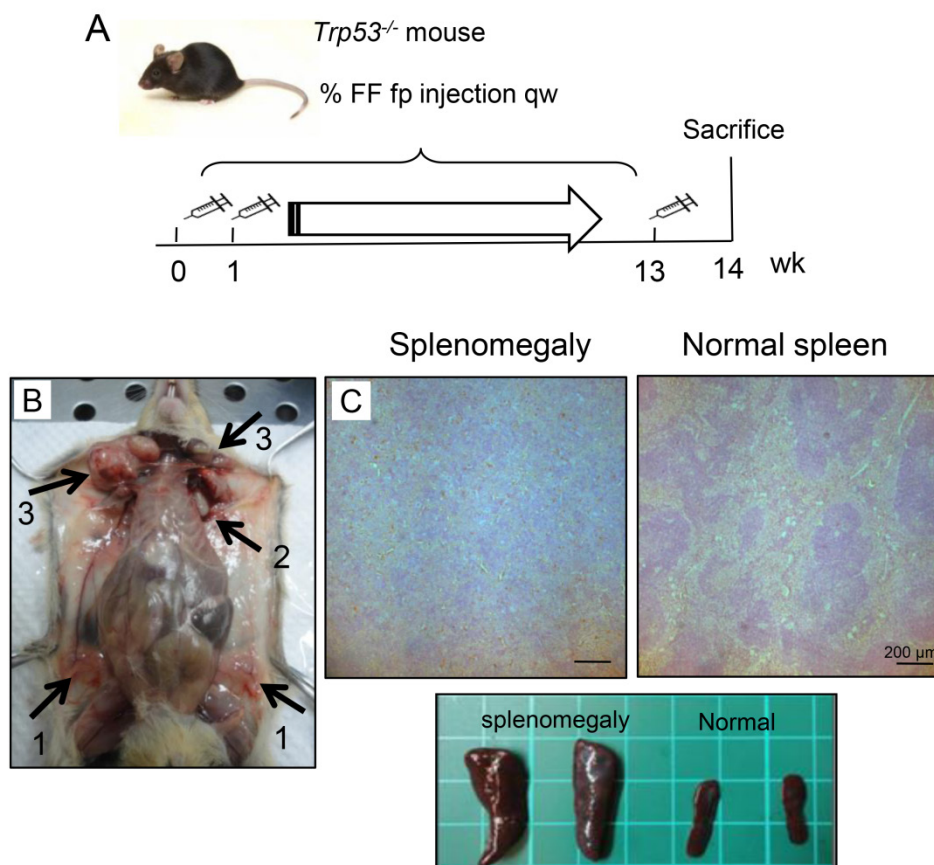 A
Trp53-/- mouse
% FF fp injection qw
Sacrifice
0 1 13 14 wk
Splenomegaly Normal spleen
B
3
3
2
1 1
C
200 µm
splenomegaly Normal